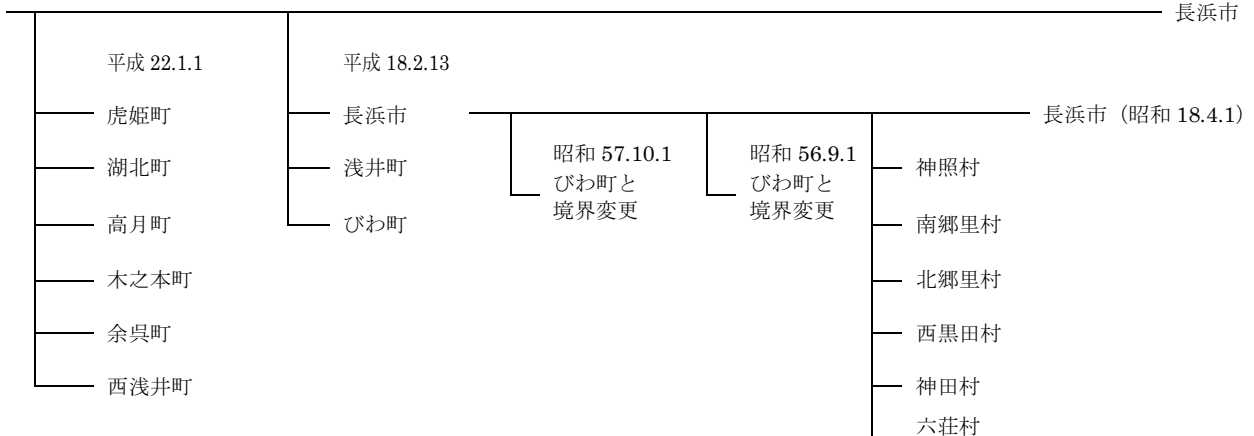 長浜市
平成 22.1.1
虎姫町
湖北町
高月町
木之本町
余呉町
西浅井町
平成 18.2.13
長浜市
浅井町
びわ町
昭和 57.10.1
びわ町と
境界変更
昭和 56.9.1
びわ町と
境界変更
長浜市（昭和 18.4.1）
神照村
南郷里村
北郷里村
西黒田村
神田村
六荘村